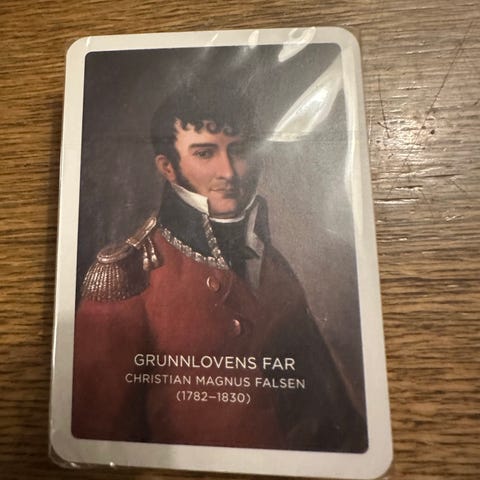 GRUNNLOVENS FAR
CHRISTIAN MAGNUS FALSEN
(1782–1830)